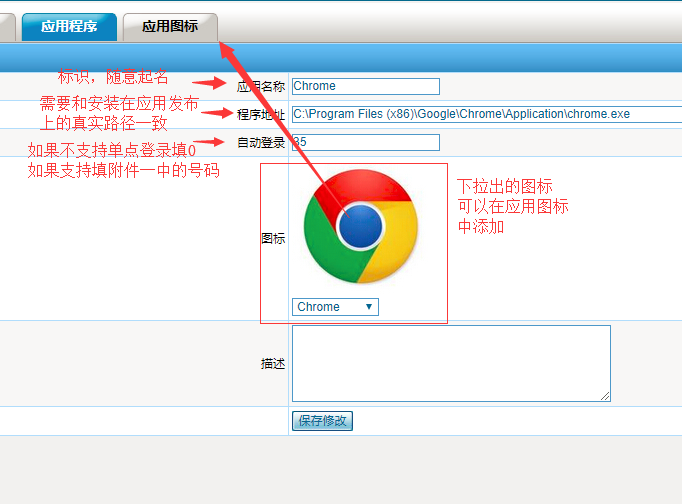 应用程序
应用图标
标识，随意起名
应用名称
Chrome
需要和安装在应用发布
上的真实路径一致
程序地址
C:\Program Files (x86)\Google\Chrome\Application\chrome.exe
如果不支持单点登录填0
如果支持填附件一中的号码
自动登录
35
图标
下拉出的图标
可以在应用图标
中添加
Chrome
描述
保存修改